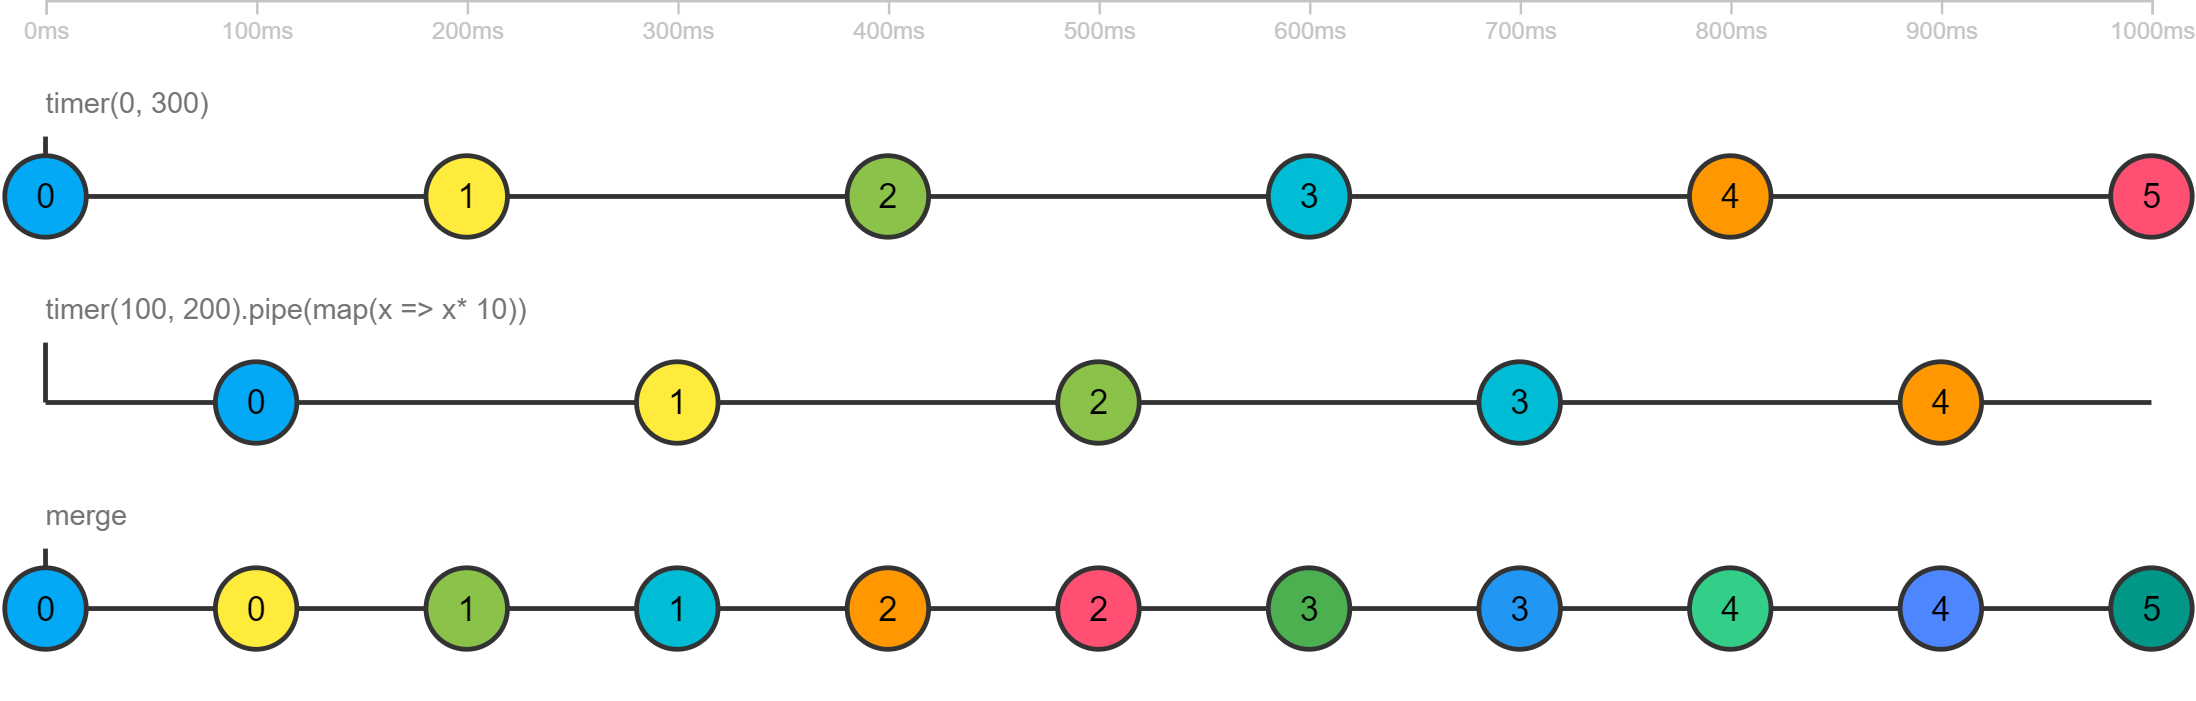 0ms 100ms 200ms 300ms 400ms 500ms 600ms 700ms 800ms 900ms 1000ms
timer(0, 300)
0 1 2 3 4 5
timer(100, 200).pipe(map(x => x* 10))
0 1 2 3 4
merge
0 0 1 1 2 2 3 3 4 4 5